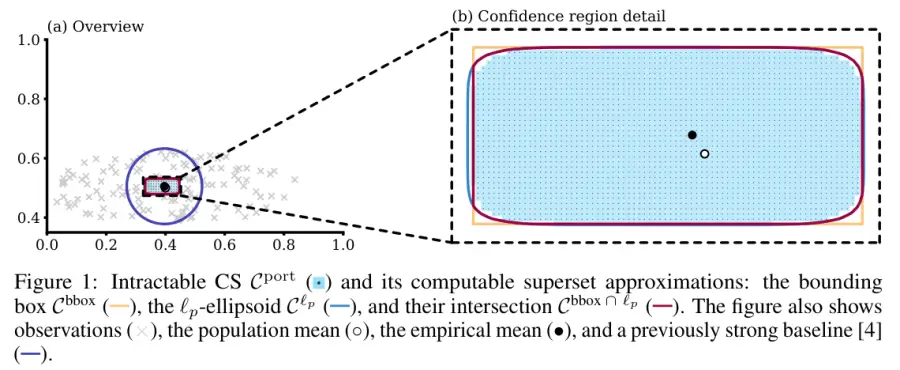 (a) Overview
(b) Confidence region detail
1.0
0.8
0.6
0.4
0.0 0.2 0.4 0.6 0.8 1.0
Figure 1: Intractable CS 𝒞^port (▪) and its computable superset approximations: the bounding
box 𝒞^bbox (—), the ℓ_p-ellipsoid 𝒞^ℓ_p (—), and their intersection 𝒞^bbox ∩ ℓ_p (—). The figure also shows
observations (×), the population mean (○), the empirical mean (●), and a previously strong baseline [4]
(—).